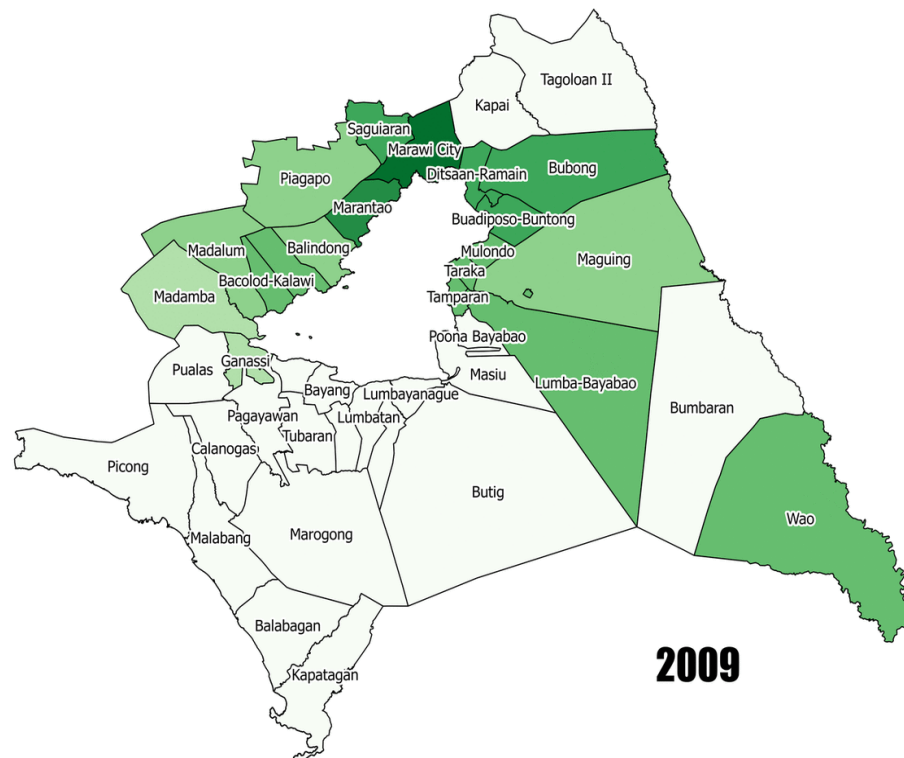 Tagoloan II
Kapai
Saguiaran
Marawi City
Ditsaan-Ramain
Bubong
Piagapo
Marantao
Buadiposo-Buntong
Madalum
Balindong
Mulondo
Maguing
Taraka
Bacolod-Kalawi
Madamba
Tamparan
Poona Bayabao
Ganassi
Pualas
Masiu
Lumba-Bayabao
Bayang
Lumbayanague
Bumbaran
Pagayawan
Lumbatan
Tubaran
Calanogas
Picong
Butig
Wao
Marogong
Malabang
Balabagan
Kapatagan
2009